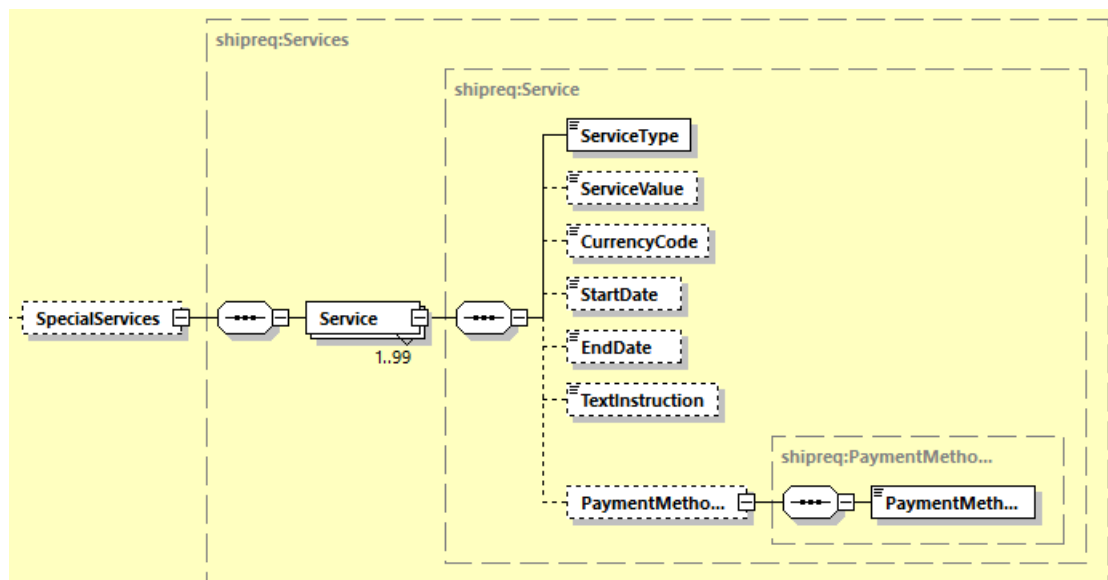 shipreq:Services
shipreq:Service
ServiceType
ServiceValue
CurrencyCode
StartDate
SpecialServices
Service
1..99
EndDate
TextInstruction
shipreq:PaymentMetho...
PaymentMetho...
PaymentMeth...